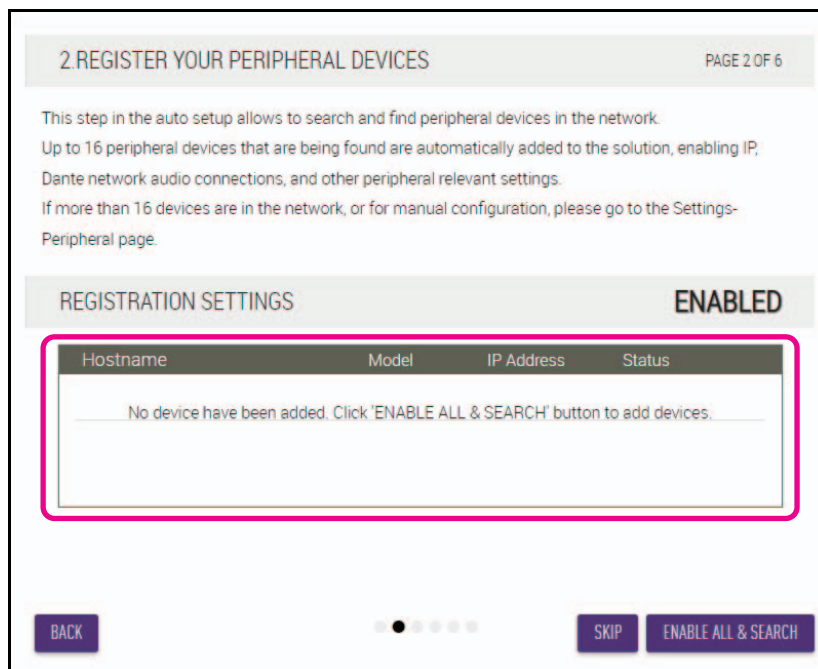 2.REGISTER YOUR PERIPHERAL DEVICES
PAGE 2 OF 6
This step in the auto setup allows to search and find peripheral devices in the network.
Up to 16 peripheral devices that are being found are automatically added to the solution, enabling IP,
Dante network audio connections, and other peripheral relevant settings.
If more than 16 devices are in the network, or for manual configuration, please go to the Settings-
Peripheral page.
REGISTRATION SETTINGS
ENABLED
Hostname Model IP Address Status
No device have been added. Click 'ENABLE ALL & SEARCH' button to add devices.
BACK
SKIP
ENABLE ALL & SEARCH